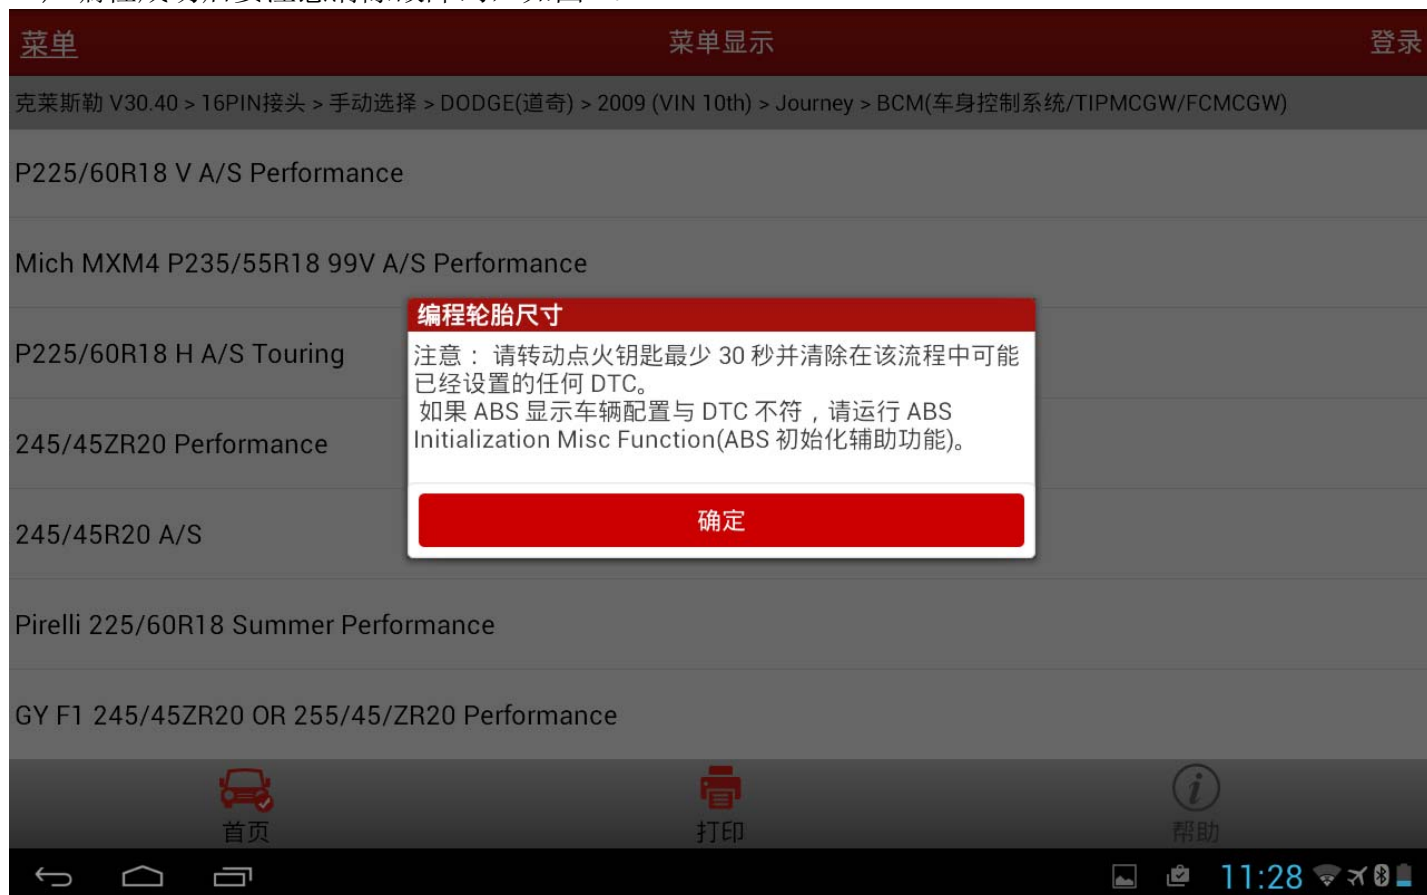 菜单
菜单显示
登录
克莱斯勒 V30.40 > 16PIN接头 > 手动选择 > DODGE(道奇) > 2009 (VIN 10th) > Journey > BCM(车身控制系统/TIPMCGW/FCMCGW)
P225/60R18 V A/S Performance
Mich MXM4 P235/55R18 99V A/S Performance
P225/60R18 H A/S Touring
245/45ZR20 Performance
245/45R20 A/S
Pirelli 225/60R18 Summer Performance
GY F1 245/45ZR20 OR 255/45/ZR20 Performance
编程轮胎尺寸
注意： 请转动点火钥匙最少 30 秒并清除在该流程中可能
已经设置的任何 DTC。
如果 ABS 显示车辆配置与 DTC 不符，请运行 ABS
Initialization Misc Function(ABS 初始化辅助功能)。
确定
首页
打印
帮助
11:28